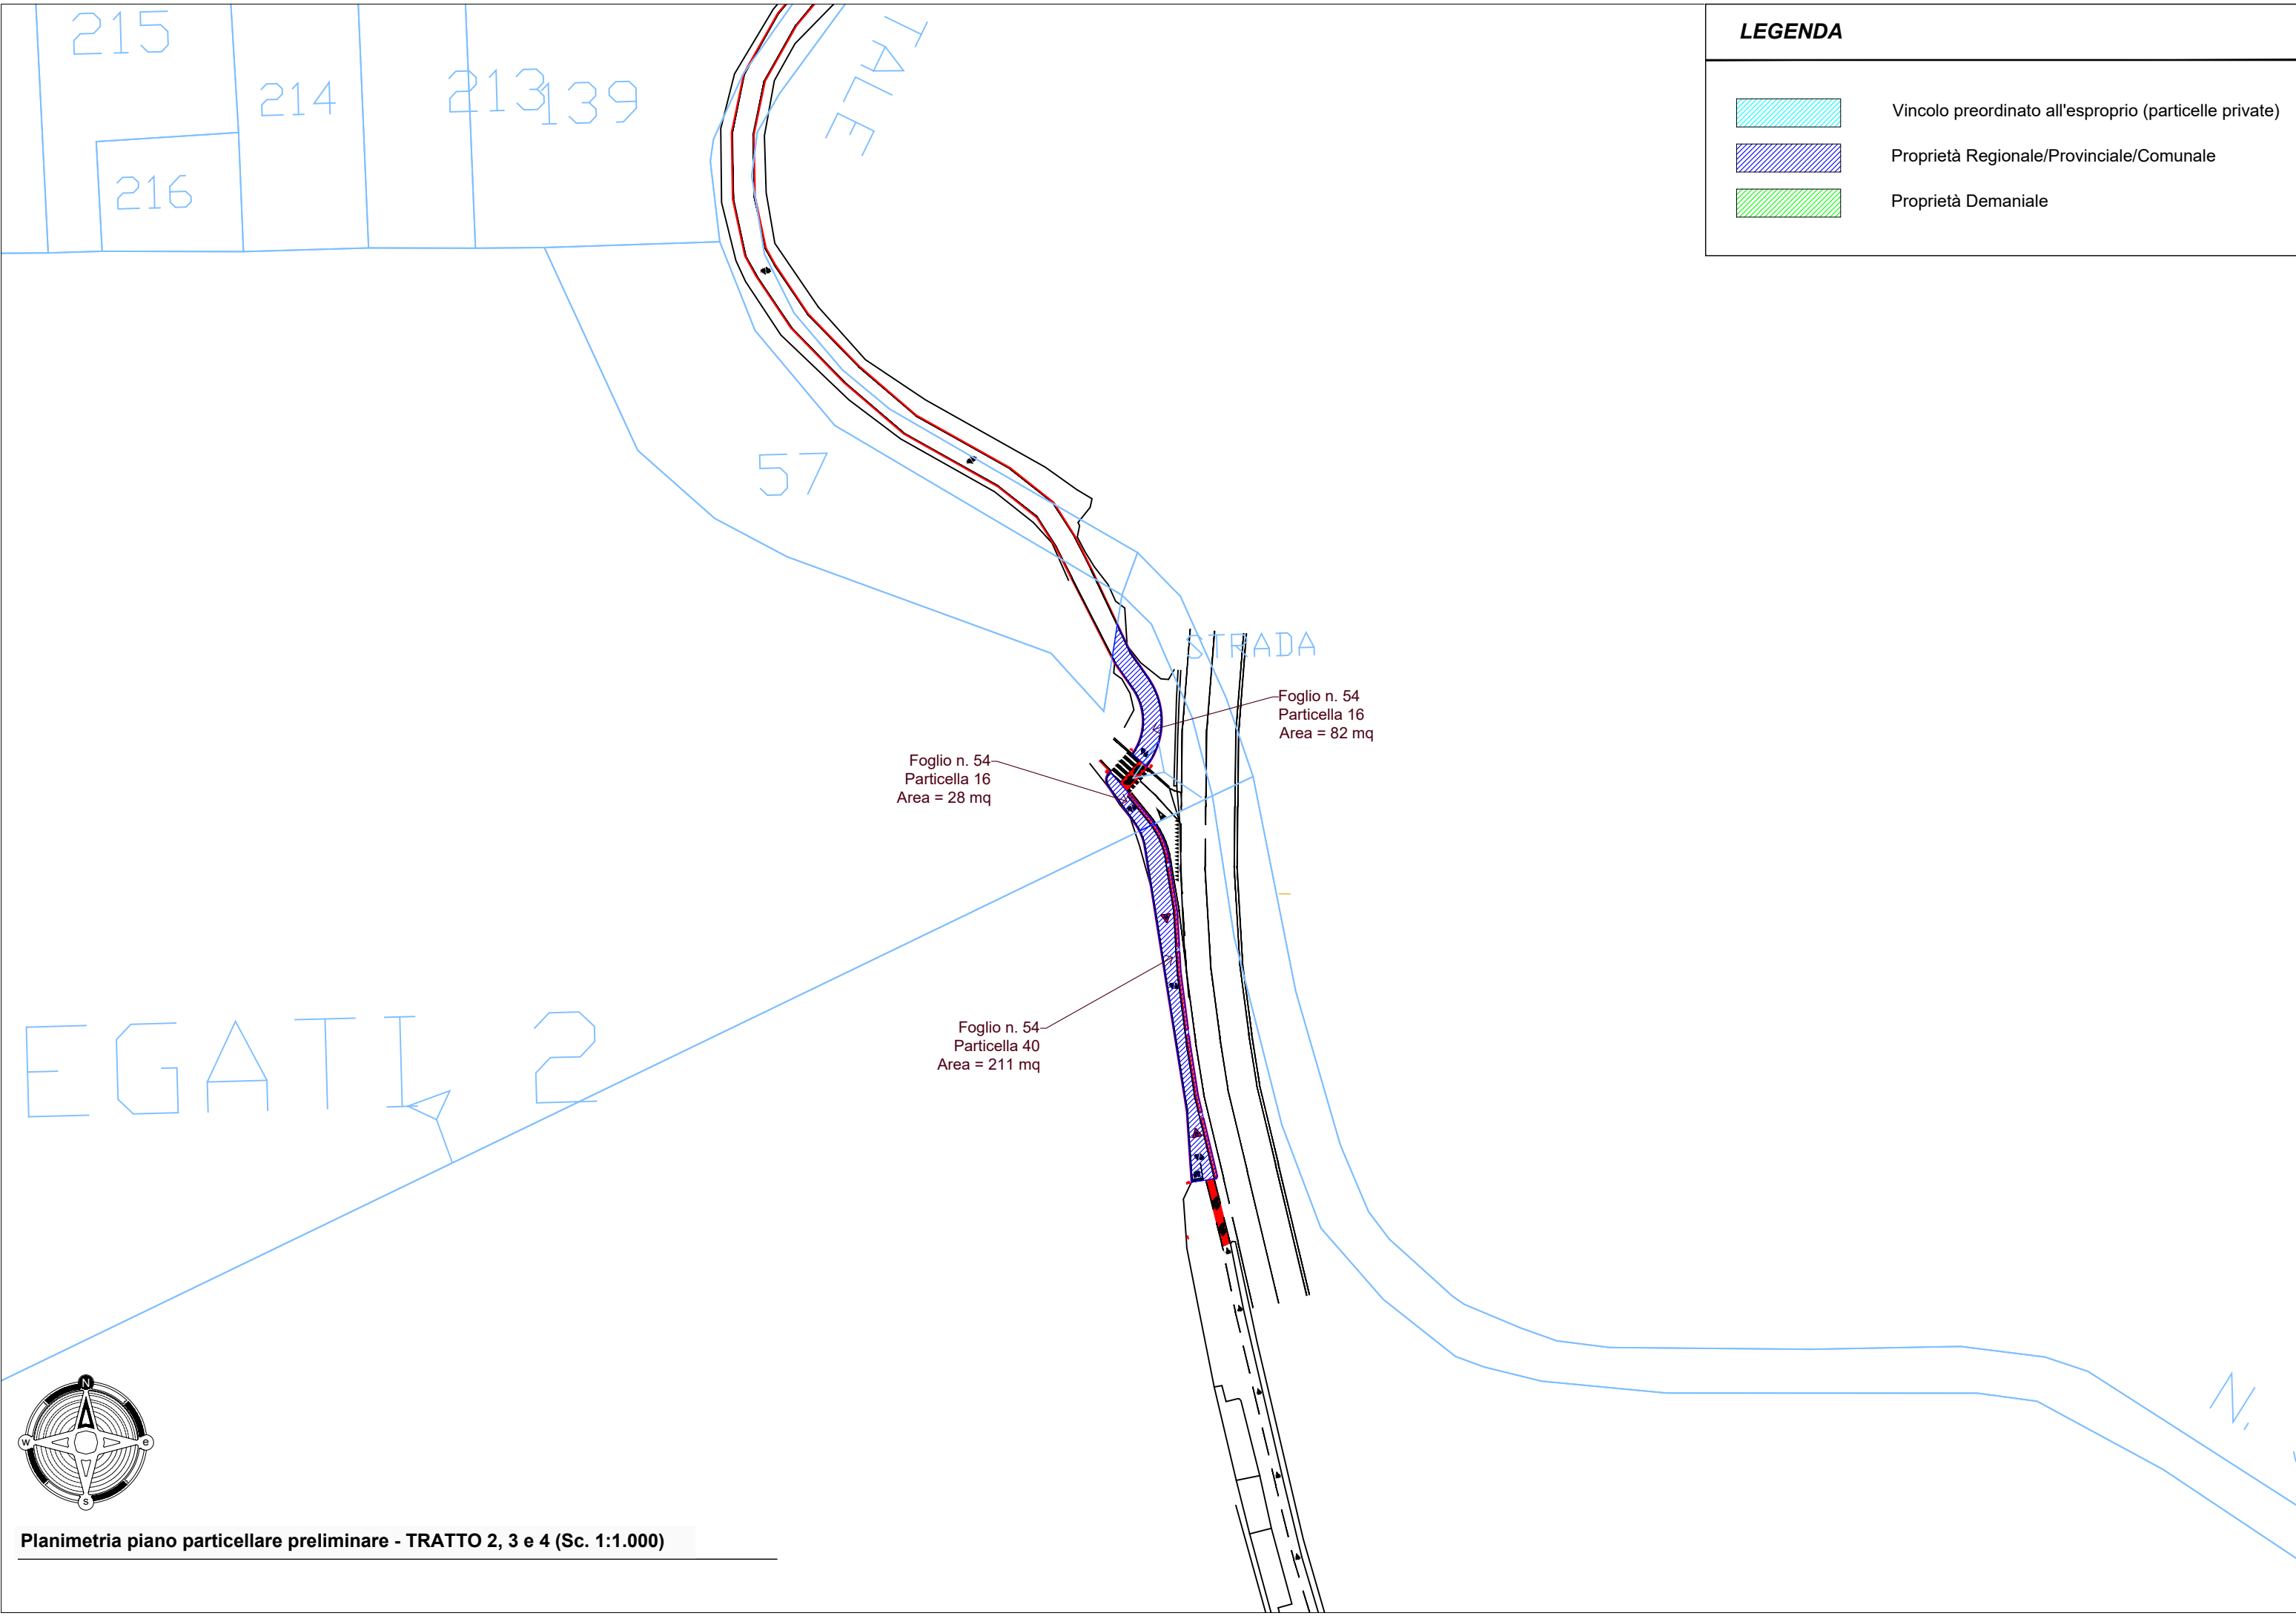 215
214
213
139
216
TALE
LEGENDA
Vincolo preordinato all'esproprio (particelle private)
Proprietà Regionale/Provinciale/Comunale
Proprietà Demaniale
57
STRADA
Foglio n. 54
Particella 16
Area = 82 mq
Foglio n. 54
Particella 16
Area = 28 mq
Foglio n. 54
Particella 40
Area = 211 mq
EGATI 2
N.
N
w
e
s
Planimetria piano particellare preliminare - TRATTO 2, 3 e 4 (Sc. 1:1.000)